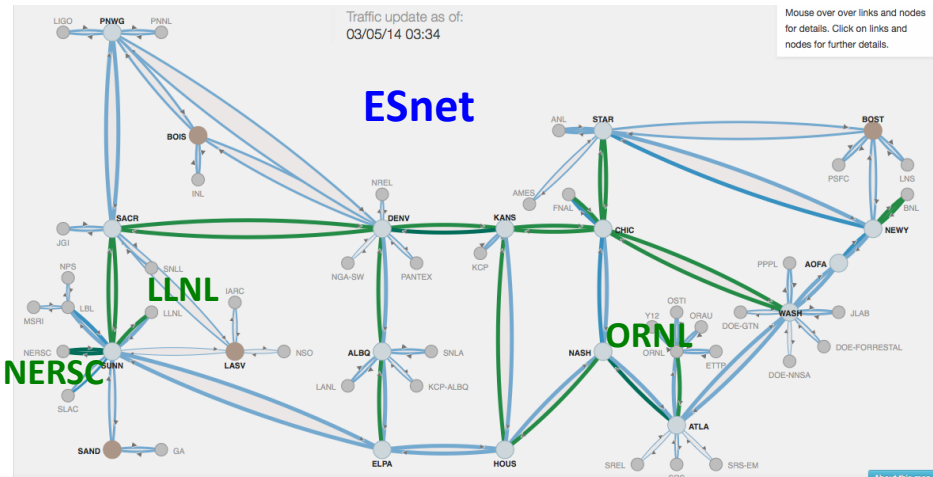 Traffic update as of:
03/05/14 03:34
Mouse over over links and nodes
for details. Click on links and
nodes for further details.
LIGO
PNWG
PNNL
ESnet
ANL
STAR
BOST
BOIS
PSFC
LNS
INL
NREL
AMES
FNAL
BNL
SACR
DENV
KANS
CHIC
NEWY
JGI
NGA-SW
PANTEX
KCP
PPPL
AOFA
NPS
SNLL
LLNL
IARC
MSRI
LBL
LLNL
OSTI
Y12
ORAU
ORNL
DOE-GTN
WASH
JLAB
NERSC
NERSC
SUNN
LASV
NSO
ALBQ
SNLA
NASH
ORNL
ETTP
DOE-FORRESTAL
DOE-NNSA
SLAC
LANL
KCP-ALBQ
ATLA
SAND
GA
ELPA
HOUS
SREL
SRS-EM